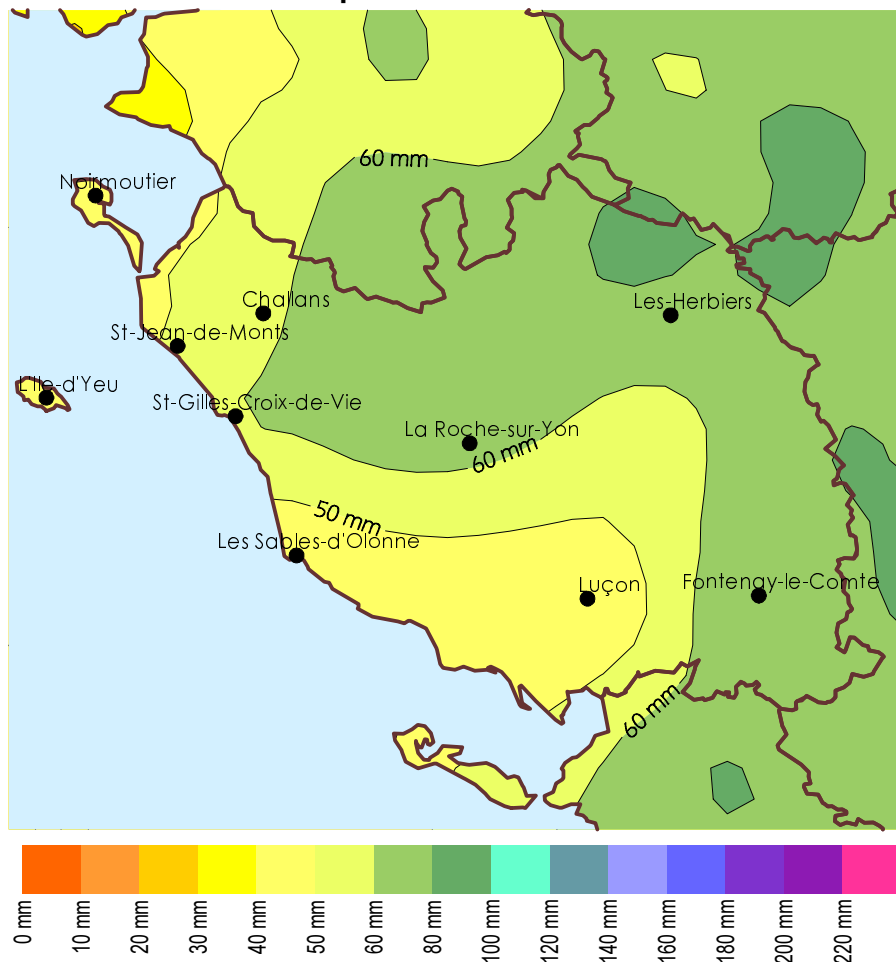 60 mm
Noirmoutier
Challans
Les-Herbiers
St-Jean-de-Monts
L'Ile-d'Yeu
St-Gilles-Croix-de-Vie
La Roche-sur-Yon
60 mm
50 mm
Les Sables-d'Olonne
Luçon
Fontenay-le-Comte
60 mm
0 mm
10 mm
20 mm
30 mm
40 mm
50 mm
60 mm
80 mm
100 mm
120 mm
140 mm
160 mm
180 mm
200 mm
220 mm